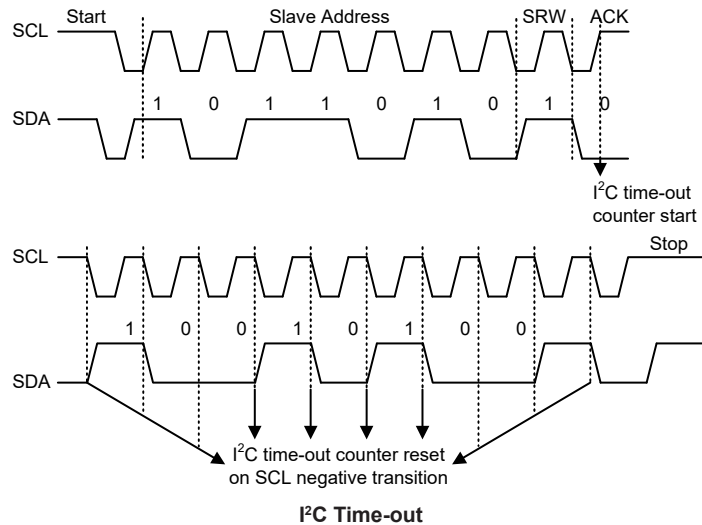 Start Slave Address SRW ACK
SCL
1 0 1 1 0 1 0 1 0
SDA
I²C time-out
counter start
Stop
SCL
1 0 0 1 0 1 0 0
SDA
I²C time-out counter reset
on SCL negative transition
I²C Time-out